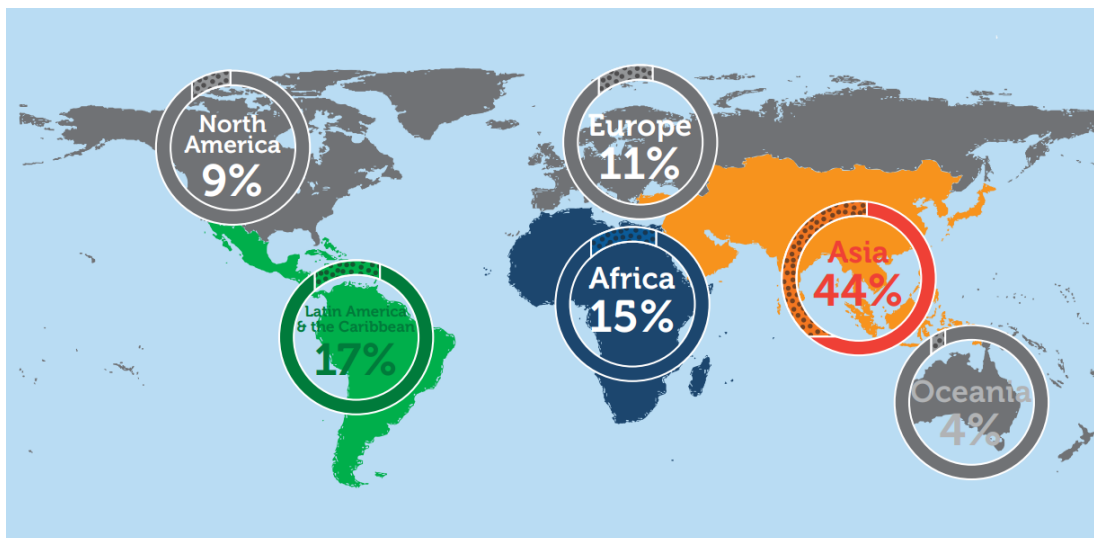 North
America
9%
Europe
11%
Latin America
& the Caribbean
17%
Africa
15%
Asia
44%
Oceania
4%